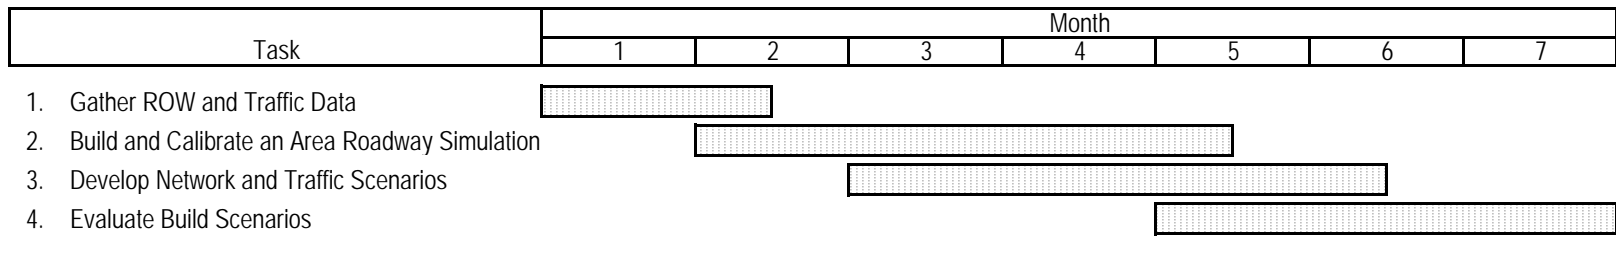 Month
Task 1 2 3 4 5 6 7
1. Gather ROW and Traffic Data
2. Build and Calibrate an Area Roadway Simulation
3. Develop Network and Traffic Scenarios
4. Evaluate Build Scenarios